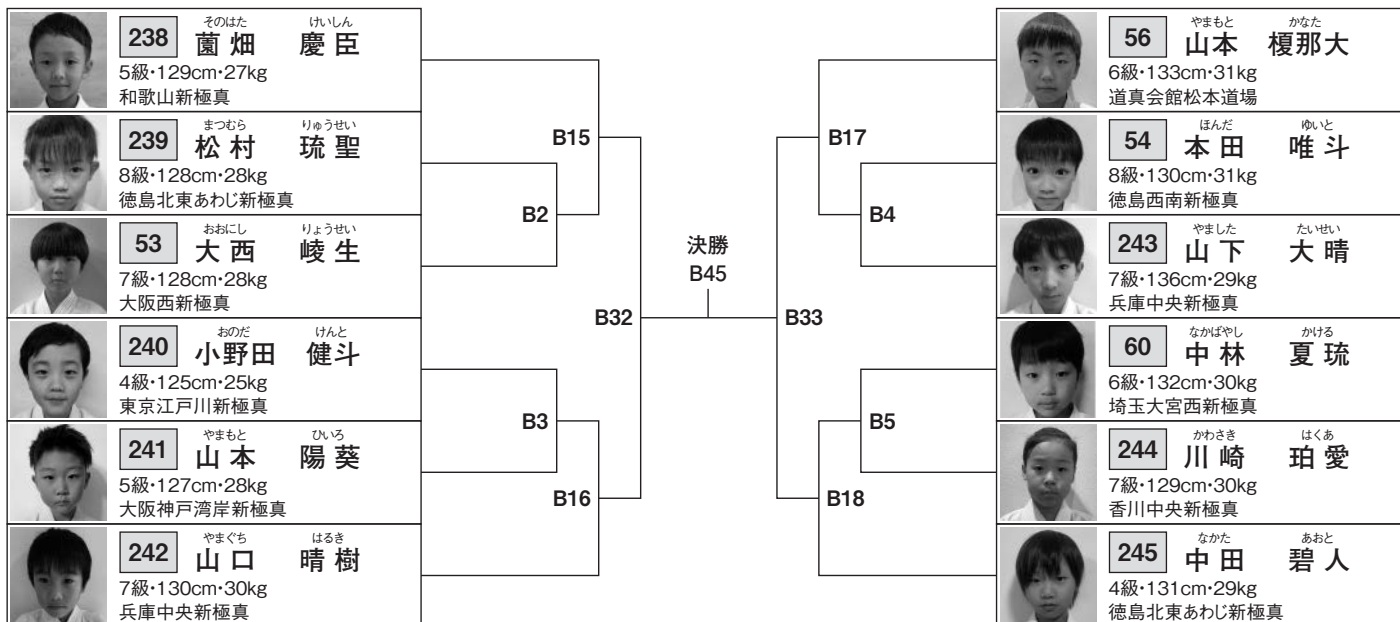 そのはた けいしん
238 薗畑 慶臣
5級・129cm・27kg
和歌山新極真
まつむら りゅうせい
239 松村 琉聖
8級・128cm・28kg
徳島北東あわじ新極真
おおにし りょうせい
53 大西 崚生
7級・128cm・28kg
大阪西新極真
おのだ けんと
240 小野田 健斗
4級・125cm・25kg
東京江戸川新極真
やまもと ひいろ
241 山本 陽葵
5級・127cm・28kg
大阪神戸湾岸新極真
やまぐち はるき
242 山口 晴樹
7級・130cm・30kg
兵庫中央新極真
B15
B2
B32
B3
B16
決勝
B45
B17
B4
B33
B5
B18
やまもと かなた
56 山本 榎那大
6級・133cm・31kg
道真会館松本道場
ほんだ ゆいと
54 本田 唯斗
8級・130cm・31kg
徳島西南新極真
やました たいせい
243 山下 大晴
7級・136cm・29kg
兵庫中央新極真
なかばやし かける
60 中林 夏琉
6級・132cm・30kg
埼玉大宮西新極真
かわさき はくあ
244 川崎 珀愛
7級・129cm・30kg
香川中央新極真
なかた あおと
245 中田 碧人
4級・131cm・29kg
徳島北東あわじ新極真